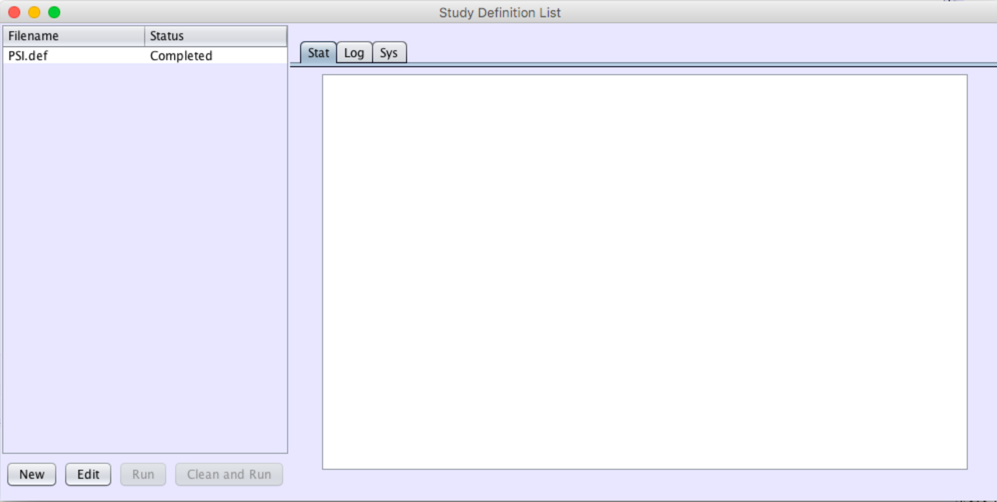 Study Definition List
Filename Status
PSI.def Completed
Stat Log Sys
New Edit Run Clean and Run